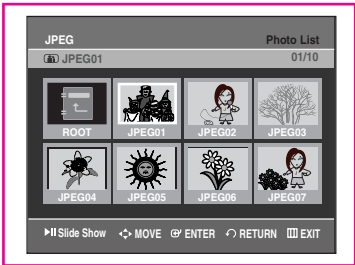 JPEG Photo List
JPEG01 01/10
ROOT JPEG01 JPEG02 JPEG03
JPEG04 JPEG05 JPEG06 JPEG07
Slide Show MOVE ENTER RETURN EXIT